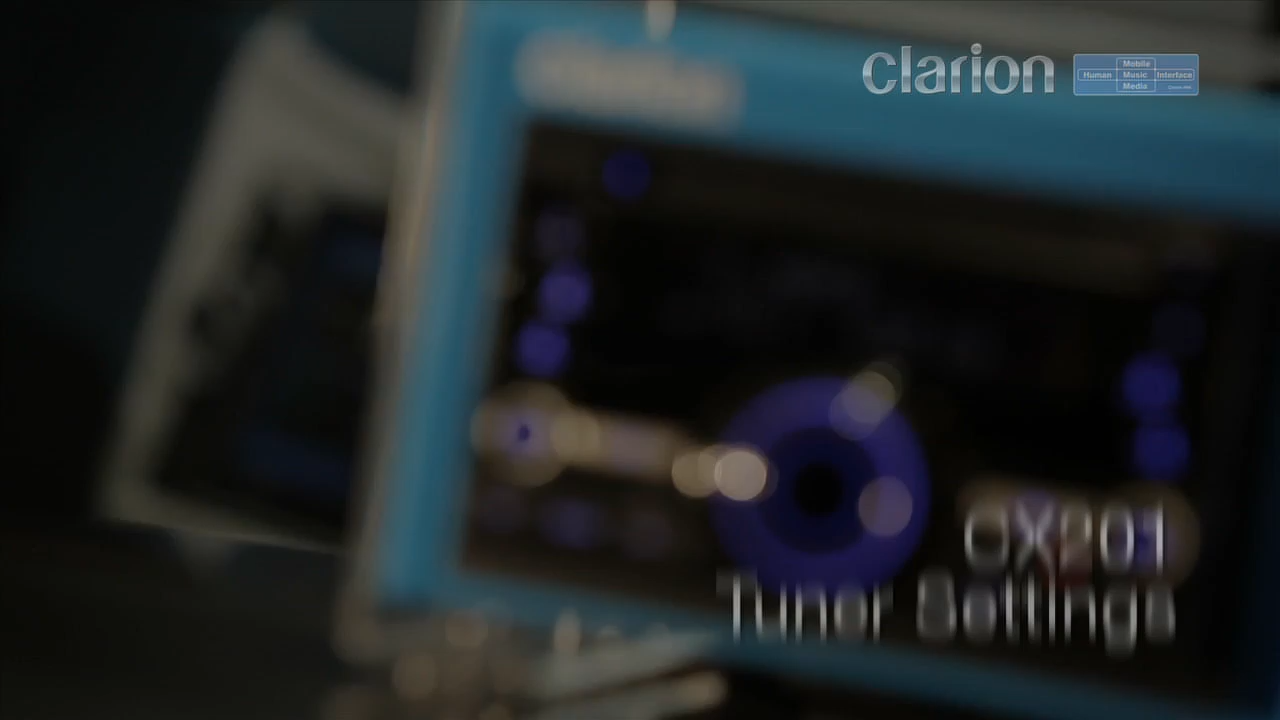 clarion
Mobile
Human Music Interface
Media
CX201
Tuner Settings